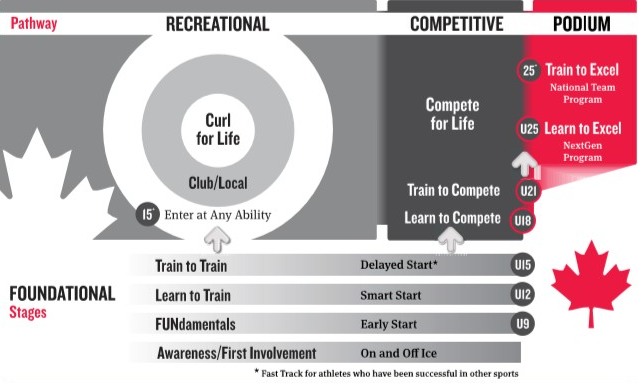 Pathway RECREATIONAL COMPETITIVE PODIUM
Curl
for Life
Club/Local
15+ Enter at Any Ability
Compete
for Life
Train to Compete U21
Learn to Compete U18
25+ Train to Excel
National Team
Program
U25 Learn to Excel
NextGen
Program
FOUNDATIONAL
Stages
Train to Train Delayed Start* U15
Learn to Train Smart Start U12
FUNdamentals Early Start U9
Awareness/First Involvement On and Off Ice
* Fast Track for athletes who have been successful in other sports